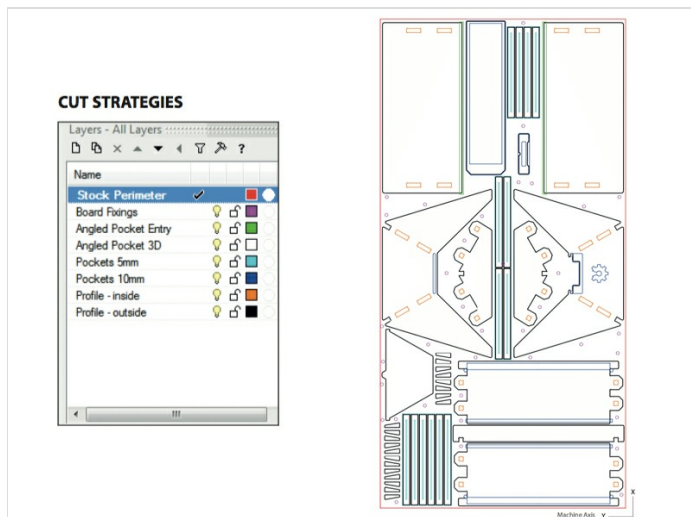 CUT STRATEGIES
Layers - All Layers
?
Name
Stock Perimeter
Board Fixings
Angled Pocket Entry
Angled Pocket 3D
Pockets 5mm
Pockets 10mm
Profile - inside
Profile - outside
X
Machine Axis Y